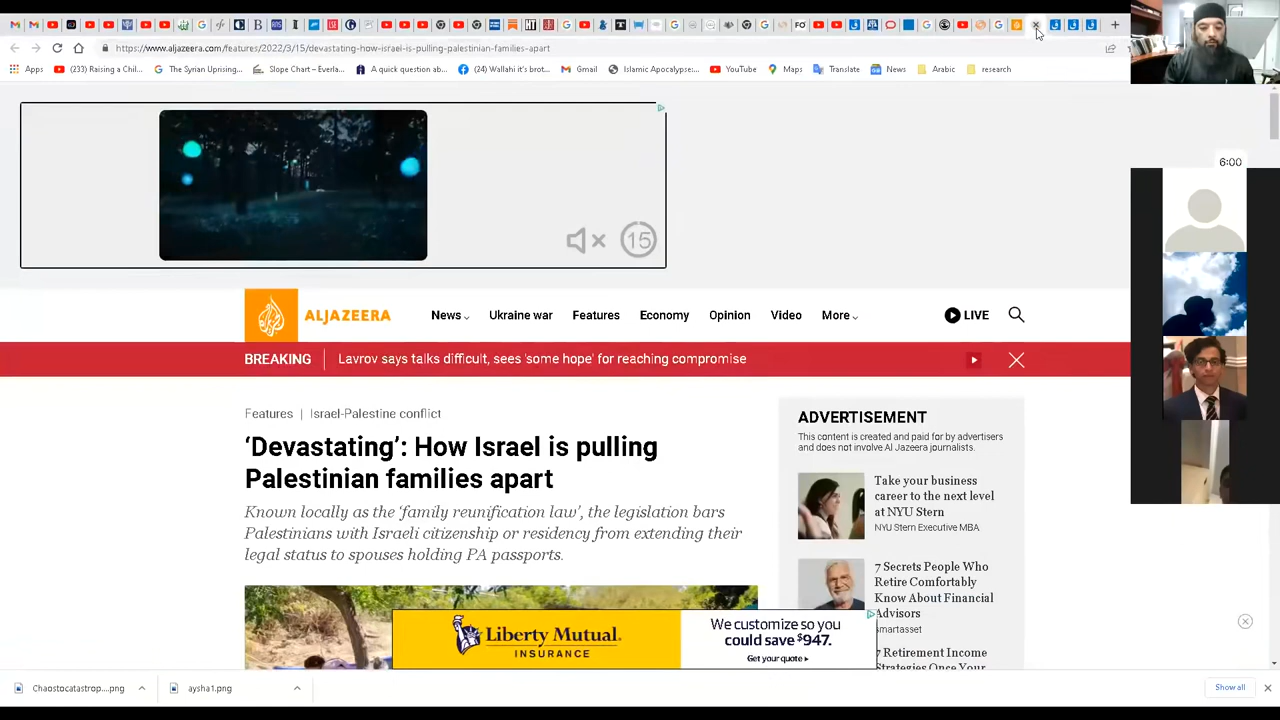 https://www.aljazeera.com/features/2022/3/15/devastating-how-israel-is-pulling-palestinian-families-apart
Apps
(233) Raising a Chil...
The Syrian Uprising...
Slope Chart – Everla...
A quick question ab...
(24) Wallahi it's brot...
Gmail
Islamic Apocalypse:...
YouTube
Maps
Translate
News
Arabic
research
6:00
15
ALJAZEERA
News
Ukraine war
Features
Economy
Opinion
Video
More
LIVE
BREAKING
Lavrov says talks difficult, sees 'some hope' for reaching compromise
Features | Israel-Palestine conflict
‘Devastating’: How Israel is pulling
Palestinian families apart
Known locally as the ‘family reunification law’, the legislation bars
Palestinians with Israeli citizenship or residency from extending their
legal status to spouses holding PA passports.
ADVERTISEMENT
This content is created and paid for by advertisers
and does not involve Al Jazeera journalists.
Take your business
career to the next level
at NYU Stern
NYU Stern Executive MBA
7 Secrets People Who
Retire Comfortably
Know About Financial
Advisors
smartasset
7 Retirement Income
Strategies Once Your
Liberty Mutual
INSURANCE
We customize so you
could save $947.
Get your quote
Chaostocatastrop....png
aysha1.png
Show all